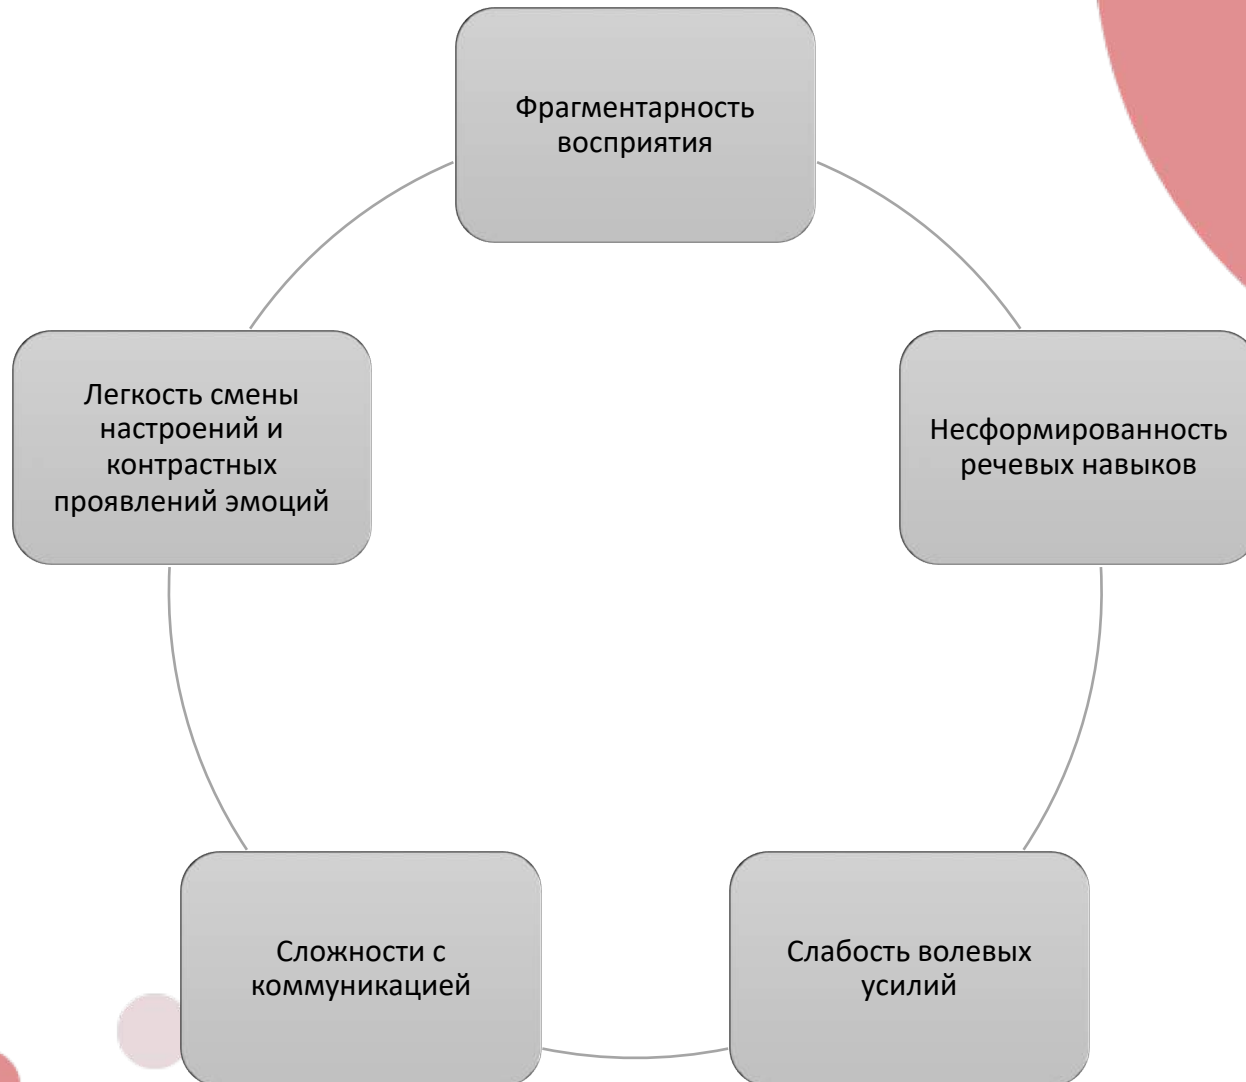 Фрагментарность
восприятия
Несформированность
речевых навыков
Слабость волевых
усилий
Сложности с
коммуникацией
Легкость смены
настроений и
контрастных
проявлений эмоций